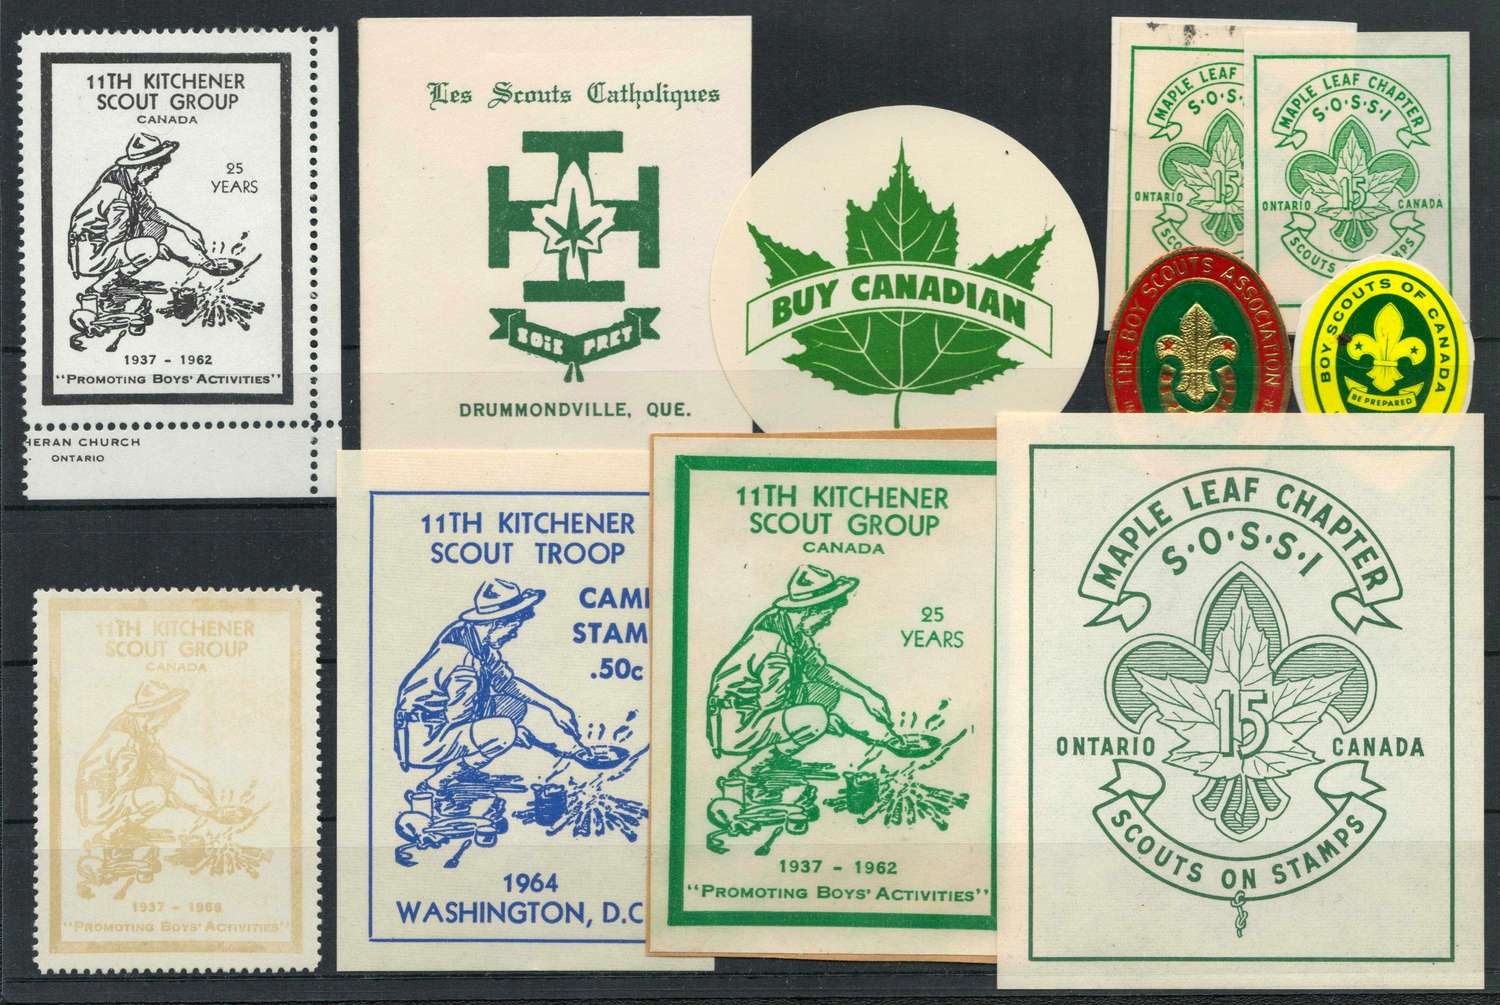 11TH KITCHENER
SCOUT GROUP
CANADA
25
YEARS
1937 - 1962
"PROMOTING BOYS' ACTIVITIES"
HERAN CHURCH
ONTARIO
Les Scouts Catholiques
SOIS PRET
DRUMMONDVILLE, QUE.
BUY CANADIAN
MAPLE LEAF
S·O·S·
15
ONTARIO
MAPLE LEAF CHAPTER
S·O·S·S·I
15
ONTARIO CANADA
SCOUTS ON STAMPS
THE BOY SCOUTS ASSOCIATION
BOY SCOUTS OF CANADA
BE PREPARED
11TH KITCHENER
SCOUT GROUP
CANADA
"PROMOTING BOYS' ACTIVITIES"
11TH KITCHENER
SCOUT TROOP
CAM
STAM
.50c
1964
WASHINGTON, D.C
11TH KITCHENER
SCOUT GROUP
CANADA
25
YEARS
1937 - 1962
"PROMOTING BOYS' ACTIVITIES"
MAPLE LEAF CHAPTER
S·O·S·S·I
15
ONTARIO CANADA
SCOUTS ON STAMPS